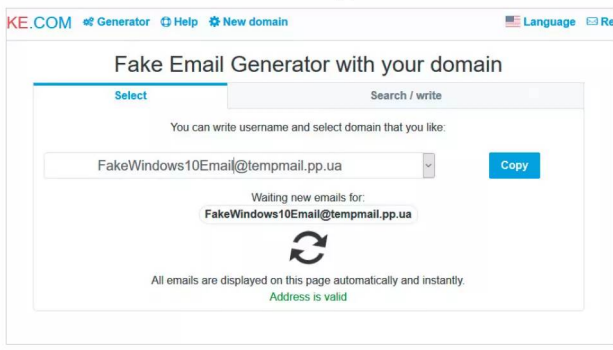 KE.COM Generator Help New domain Language Re
Fake Email Generator with your domain
Select Search / write
You can write username and select domain that you like:
FakeWindows10Email@tempmail.pp.ua Copy
Waiting new emails for:
FakeWindows10Email@tempmail.pp.ua
All emails are displayed on this page automatically and instantly.
Address is valid